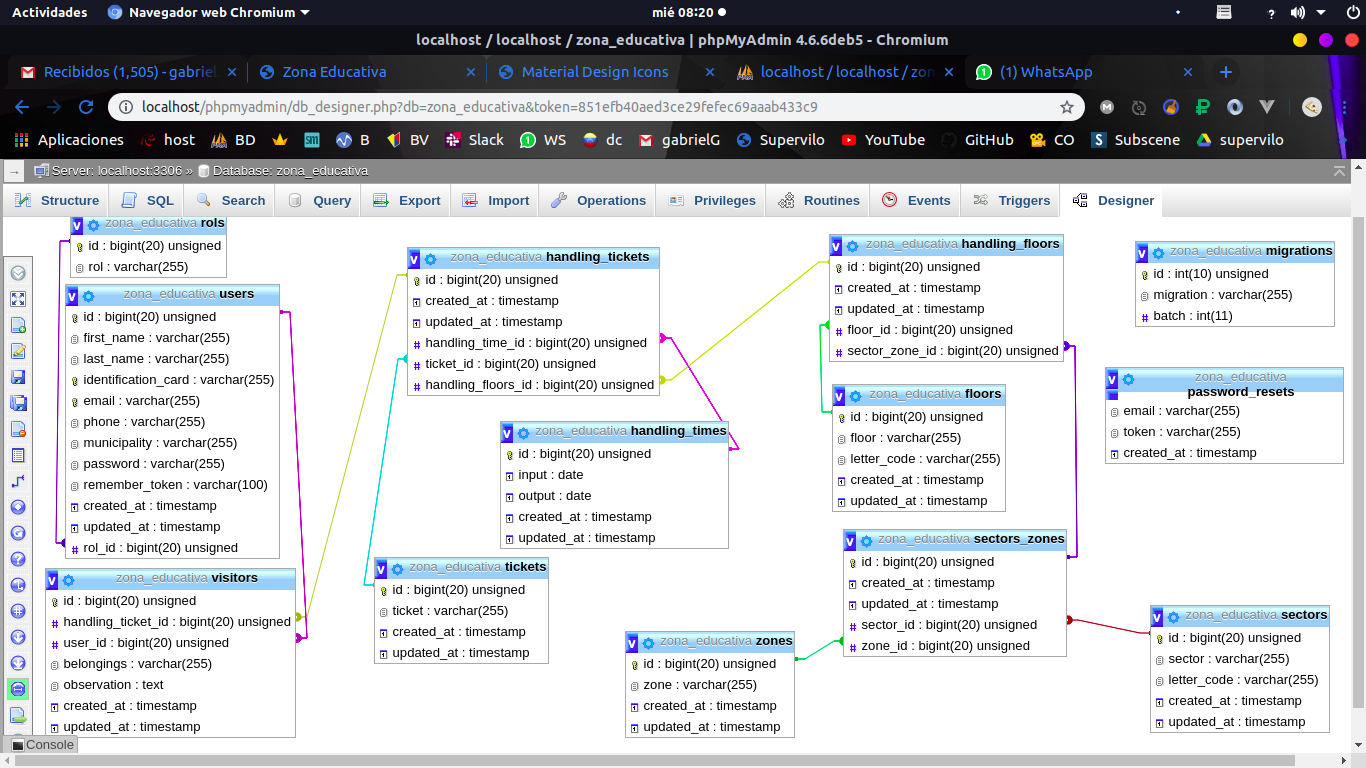 Actividades Navegador web Chromium mié 08:20
localhost / localhost / zona_educativa | phpMyAdmin 4.6.6deb5 - Chromium
Recibidos (1,505) - gabriel Zona Educativa Material Design Icons localhost / localhost / zon (1) WhatsApp
localhost/phpmyadmin/db_designer.php?db=zona_educativa&token=851efb40aed3ce29fefec69aaab433c9
Aplicaciones host BD sm B BV Slack WS dc gabrielG Supervilo YouTube GitHub CO Subscene supervilo
Server: localhost:3306 » Database: zona_educativa
Structure SQL Search Query Export Import Operations Privileges Routines Events Triggers Designer
zona_educativa rols
id : bigint(20) unsigned
rol : varchar(255)
zona_educativa users
id : bigint(20) unsigned
first_name : varchar(255)
last_name : varchar(255)
identification_card : varchar(255)
email : varchar(255)
phone : varchar(255)
municipality : varchar(255)
password : varchar(255)
remember_token : varchar(100)
created_at : timestamp
updated_at : timestamp
rol_id : bigint(20) unsigned
zona_educativa visitors
id : bigint(20) unsigned
handling_ticket_id : bigint(20) unsigned
user_id : bigint(20) unsigned
belongings : varchar(255)
observation : text
created_at : timestamp
updated_at : timestamp
zona_educativa handling_tickets
id : bigint(20) unsigned
created_at : timestamp
updated_at : timestamp
handling_time_id : bigint(20) unsigned
ticket_id : bigint(20) unsigned
handling_floors_id : bigint(20) unsigned
zona_educativa handling_times
id : bigint(20) unsigned
input : date
output : date
created_at : timestamp
updated_at : timestamp
zona_educativa tickets
id : bigint(20) unsigned
ticket : varchar(255)
created_at : timestamp
updated_at : timestamp
zona_educativa zones
id : bigint(20) unsigned
zone : varchar(255)
created_at : timestamp
updated_at : timestamp
zona_educativa handling_floors
id : bigint(20) unsigned
created_at : timestamp
updated_at : timestamp
floor_id : bigint(20) unsigned
sector_zone_id : bigint(20) unsigned
zona_educativa floors
id : bigint(20) unsigned
floor : varchar(255)
letter_code : varchar(255)
created_at : timestamp
updated_at : timestamp
zona_educativa sectors_zones
id : bigint(20) unsigned
created_at : timestamp
updated_at : timestamp
sector_id : bigint(20) unsigned
zone_id : bigint(20) unsigned
zona_educativa migrations
id : int(10) unsigned
migration : varchar(255)
batch : int(11)
zona_educativa
password_resets
email : varchar(255)
token : varchar(255)
created_at : timestamp
zona_educativa sectors
id : bigint(20) unsigned
sector : varchar(255)
letter_code : varchar(255)
created_at : timestamp
updated_at : timestamp
Console